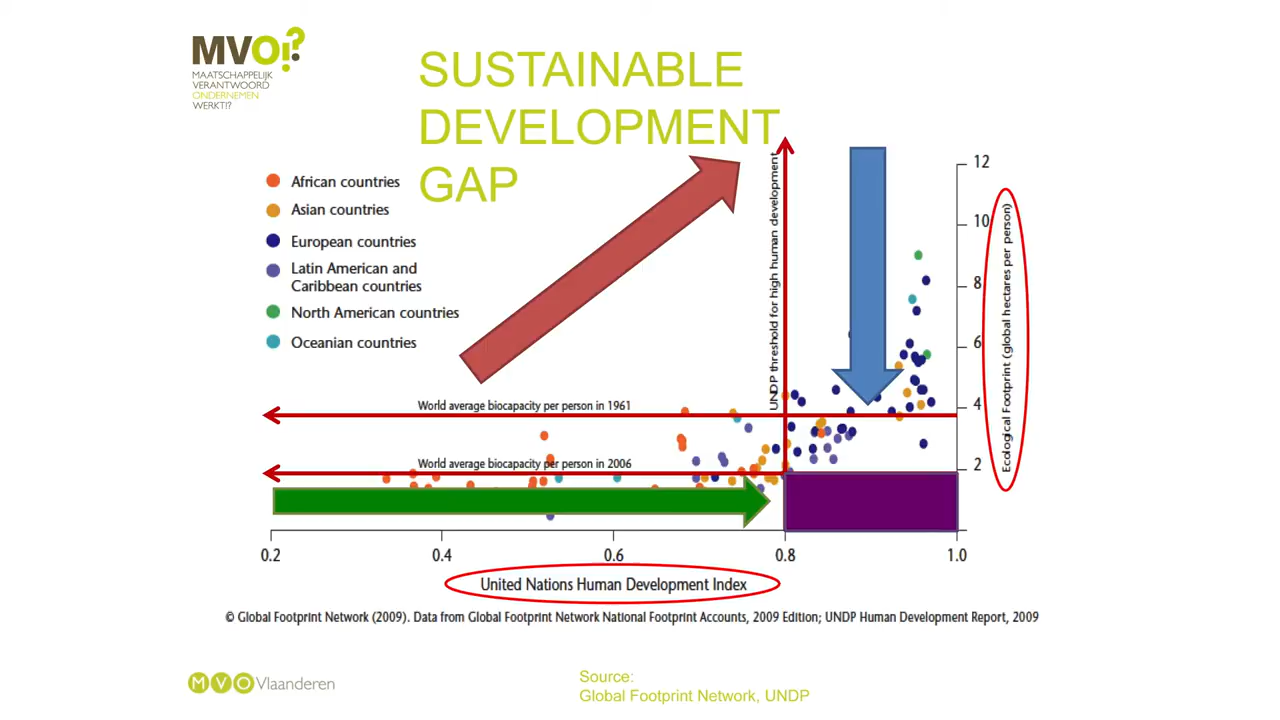 MVO!?
MAATSCHAPPELIJK
VERANTWOORD
ONDERNEMEN
WERKT!?
SUSTAINABLE
DEVELOPMENT
GAP
African countries
Asian countries
European countries
Latin American and
Caribbean countries
North American countries
Oceanian countries
UNDP threshold for high human development
12
10
8
6
4
2
Ecological Footprint (global hectares per person)
World average biocapacity per person in 1961
World average biocapacity per person in 2006
0.2
0.4
0.6
0.8
1.0
United Nations Human Development Index
© Global Footprint Network (2009). Data from Global Footprint Network National Footprint Accounts, 2009 Edition; UNDP Human Development Report, 2009
MVO Vlaanderen
Source:
Global Footprint Network, UNDP